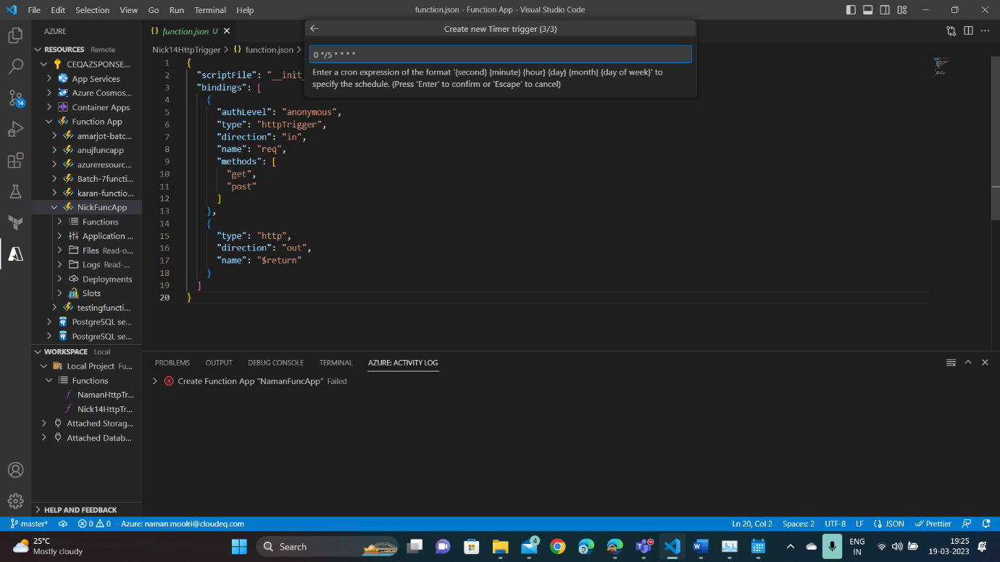 File Edit Selection View Go Run Terminal Help
function.json - Function App - Visual Studio Code
AZURE
RESOURCES Remote
CEQAZSPONSE...
App Services
Azure Cosmos...
Container Apps
Function App
amarjot-batc...
anujfuncapp
azureresourc...
Batch-7functi...
karan-functio...
NickFuncApp
Functions
Application ...
Files Read-o...
Logs Read-...
Deployments
Slots
testingfuncti...
PostgreSQL se...
PostgreSQL se...
WORKSPACE Local
Local Project Fu...
Functions
NamanHttpTr...
Nick14HttpTr...
Attached Storag...
Attached Datab...
HELP AND FEEDBACK
14
{} function.json U
Nick14HttpTrigger > {} function.json >
Create new Timer trigger (3/3)
0 */5 * * * *
Enter a cron expression of the format '{second} {minute} {hour} {day} {month} {day of week}' to
specify the schedule. (Press 'Enter' to confirm or 'Escape' to cancel)
1 {
2 "scriptFile": "__init_
3 "bindings": [
4 {
5 "authLevel": "anonymous",
6 "type": "httpTrigger",
7 "direction": "in",
8 "name": "req",
9 "methods": [
10 "get",
11 "post"
12 ]
13 },
14 {
15 "type": "http",
16 "direction": "out",
17 "name": "$return"
18 }
19 ]
20 }
PROBLEMS OUTPUT DEBUG CONSOLE TERMINAL AZURE: ACTIVITY LOG
Create Function App "NamanFuncApp" Failed
master* 0 0 Azure: naman.moolri@cloudeq.com
Ln 20, Col 2 Spaces: 2 UTF-8 LF {} JSON Prettier
25°C
Mostly cloudy
Search
4
ENG
IN
19:25
19-03-2023